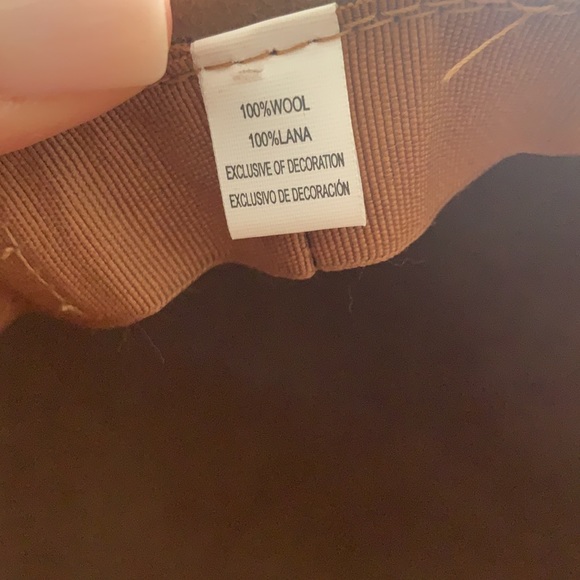 100%WOOL
100%LANA
EXCLUSIVE OF DECORATION
EXCLUSIVO DE DECORACIÓN